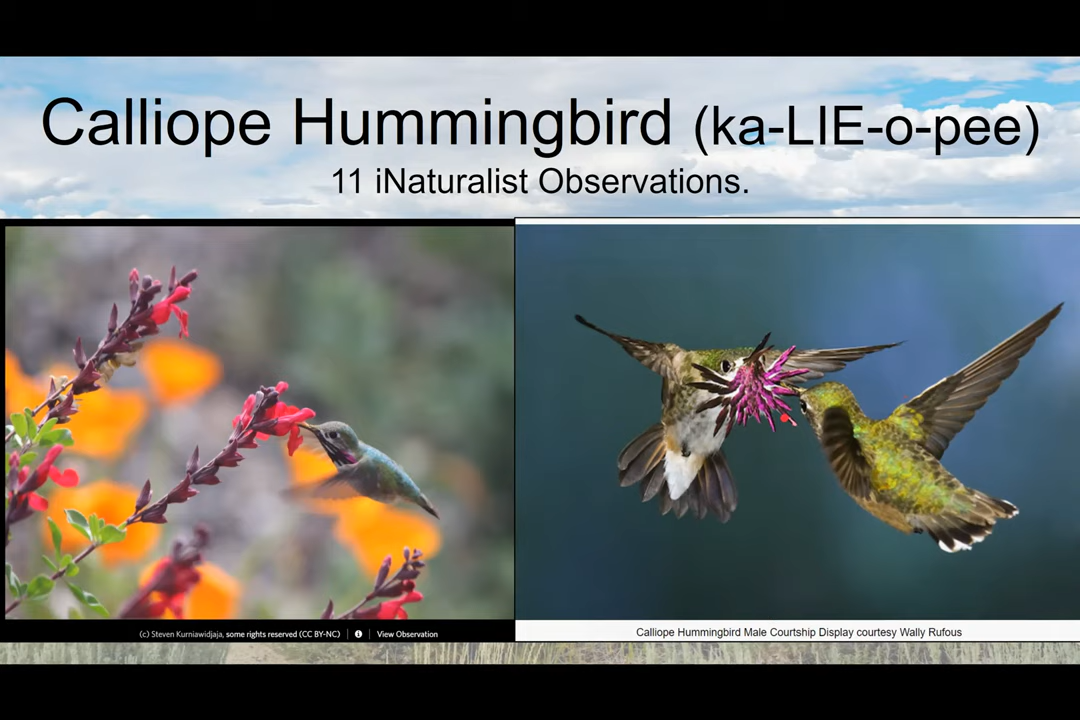 Calliope Hummingbird (ka-LIE-o-pee)
11 iNaturalist Observations.
(c) Steven Kurniawidjaja, some rights reserved (CC BY-NC) | i | View Observation
Calliope Hummingbird Male Courtship Display courtesy Wally Rufous